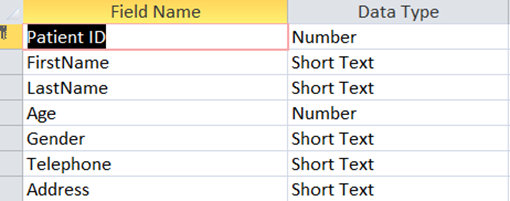 Field Name Data Type
Patient ID Number
FirstName Short Text
LastName Short Text
Age Number
Gender Short Text
Telephone Short Text
Address Short Text